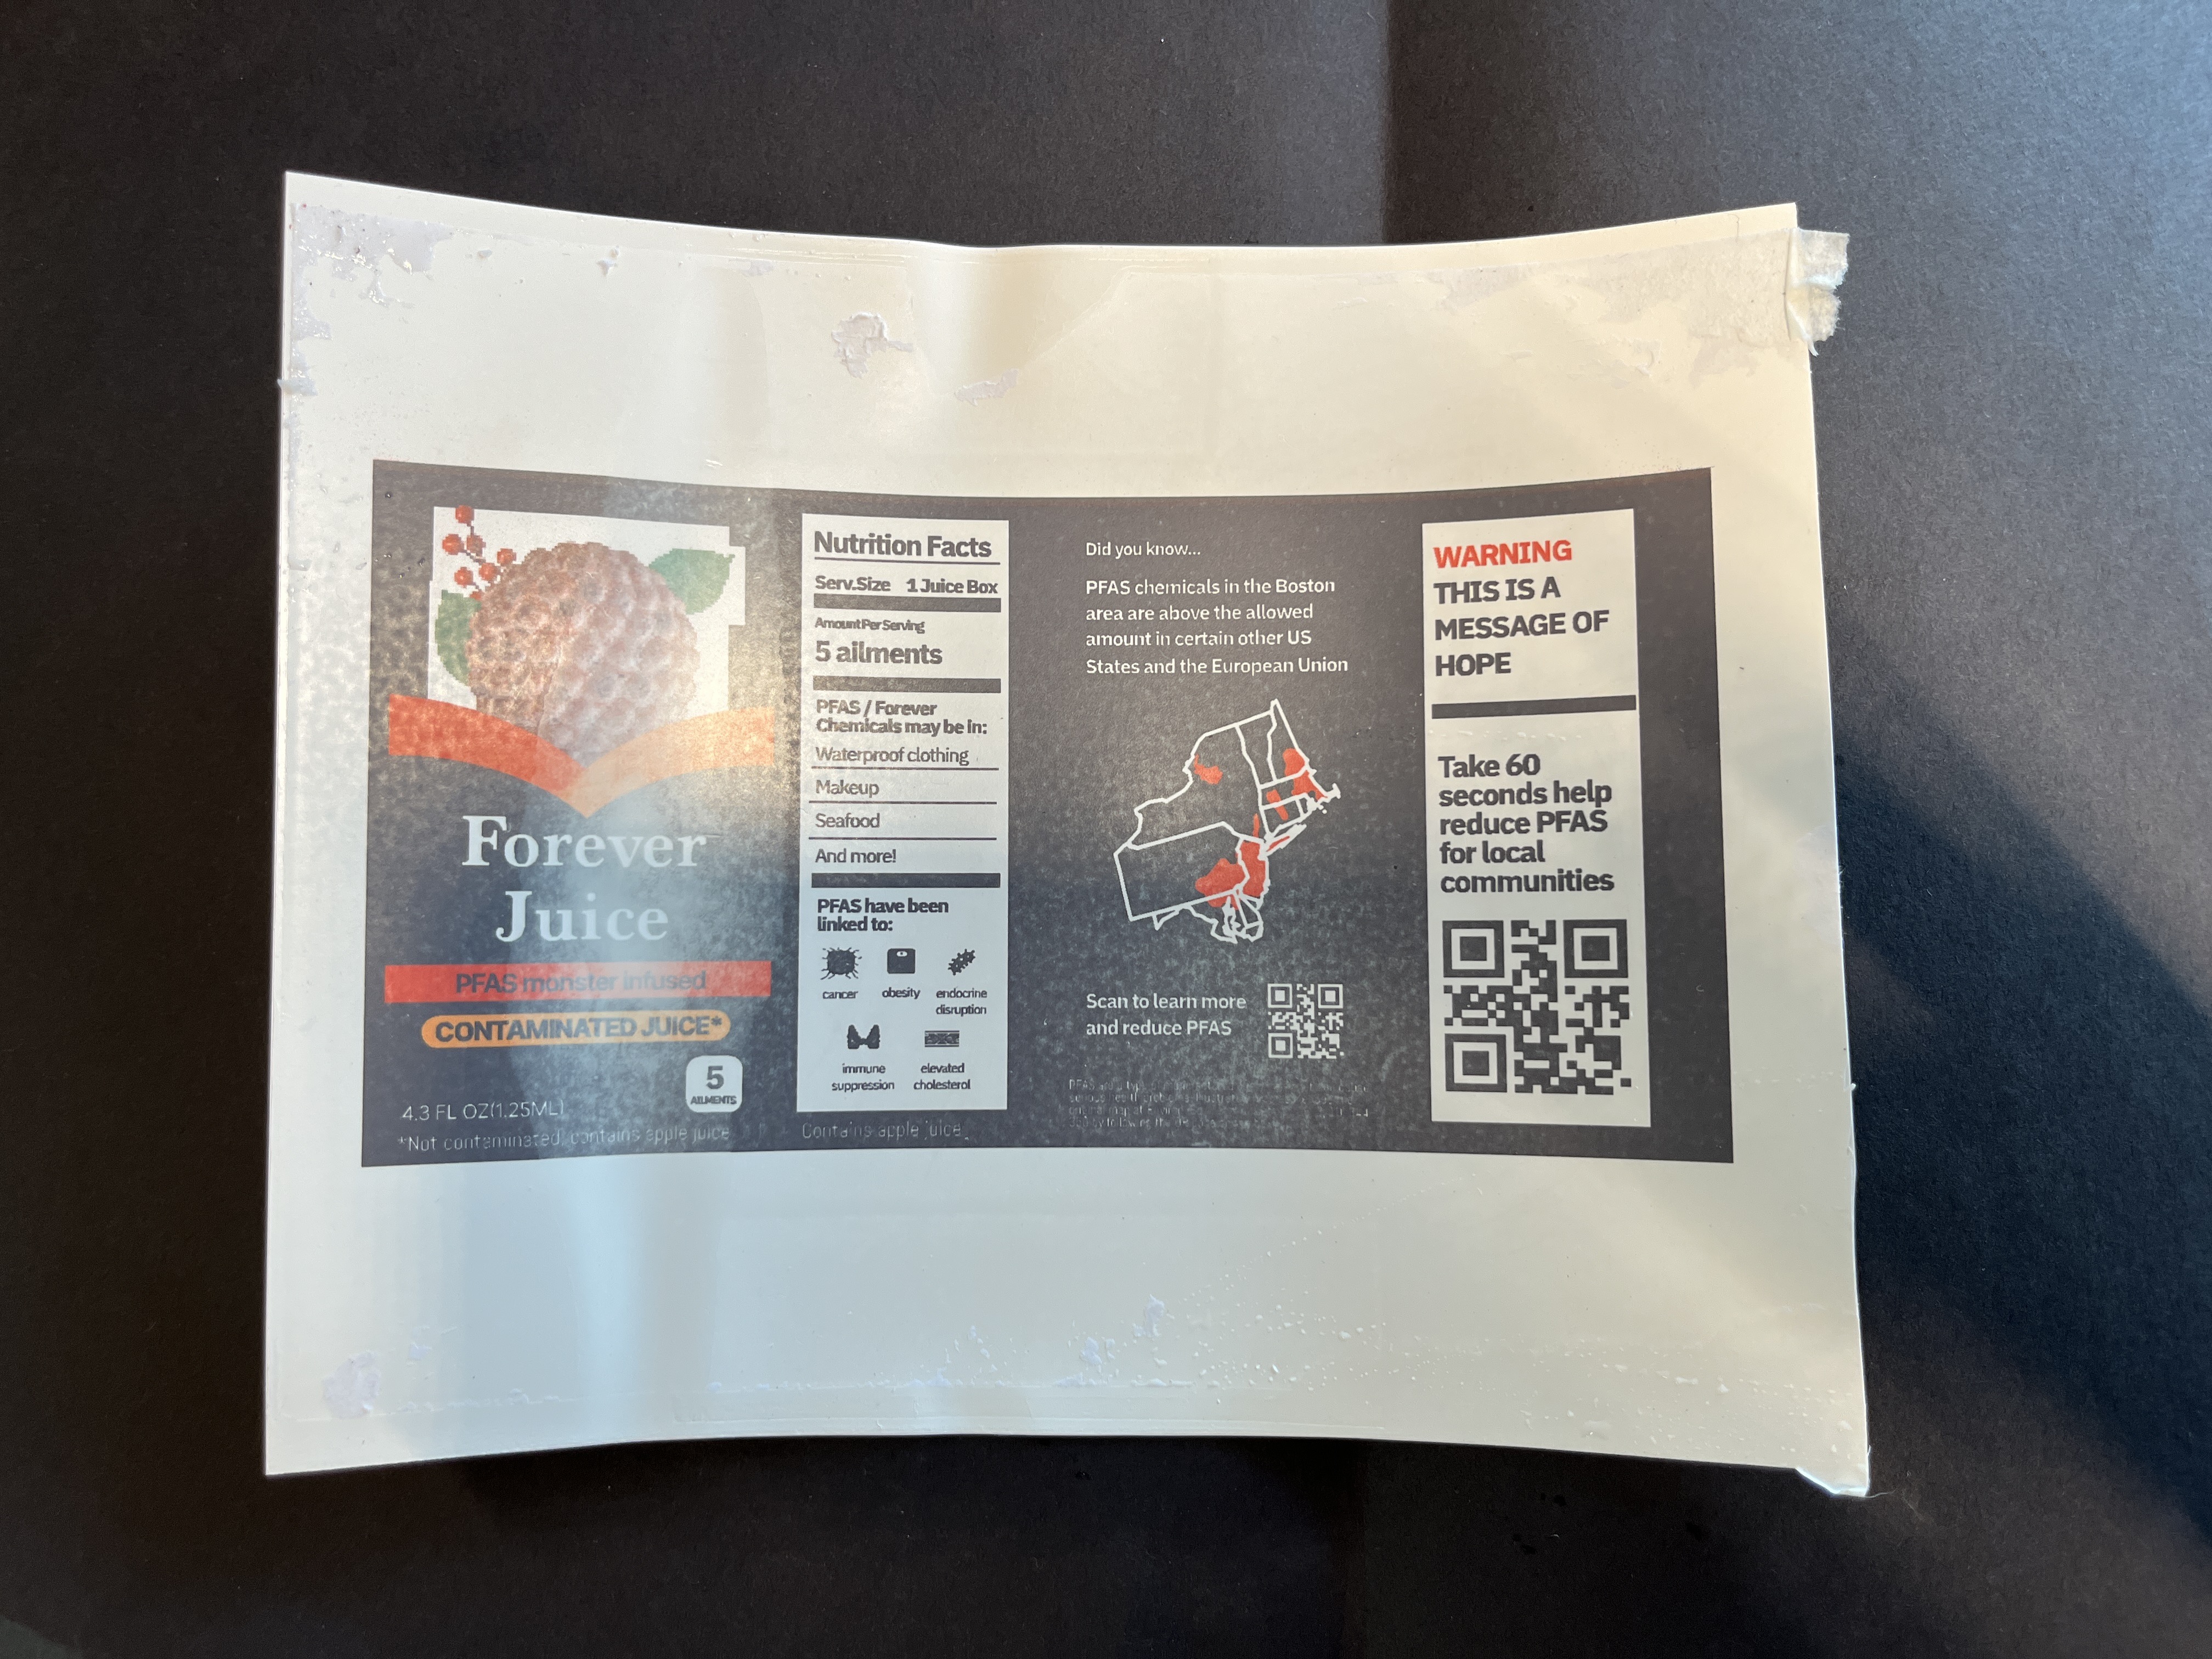 Forever
Juice
PFAS monster infused
CONTAMINATED JUICE*
5
AILMENTS
4.3 FL OZ(1.25ML)
*Not contaminated, contains apple juice
Nutrition Facts
Serv.Size 1 Juice Box
Amount Per Serving
5 ailments
PFAS / Forever
Chemicals may be in:
Waterproof clothing
Makeup
Seafood
And more!
PFAS have been
linked to:
cancer obesity endocrine
disruption
immune elevated
suppression cholesterol
Contains apple juice
Did you know...
PFAS chemicals in the Boston
area are above the allowed
amount in certain other US
States and the European Union
Scan to learn more
and reduce PFAS
WARNING
THIS IS A
MESSAGE OF
HOPE
Take 60
seconds help
reduce PFAS
for local
communities